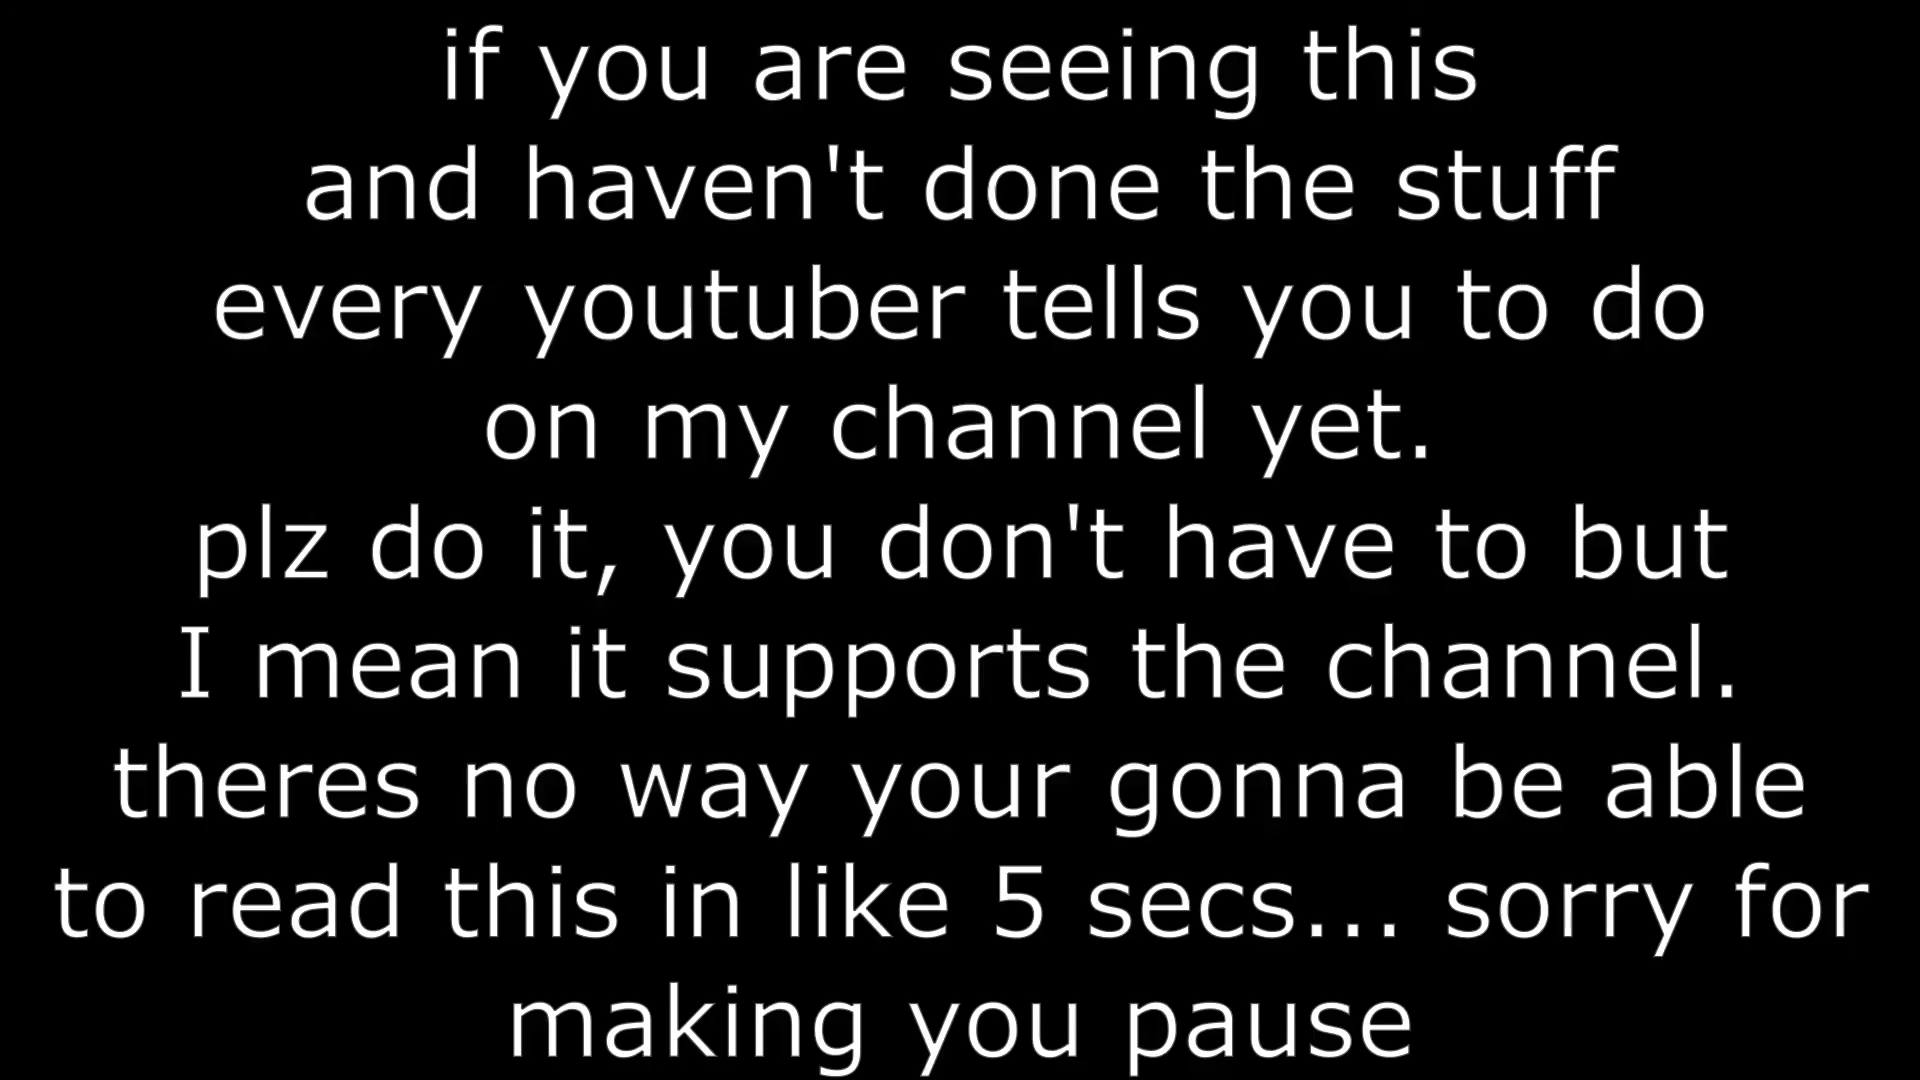 if you are seeing this
and haven't done the stuff
every youtuber tells you to do
on my channel yet.
plz do it, you don't have to but
I mean it supports the channel.
theres no way your gonna be able
to read this in like 5 secs... sorry for
making you pause